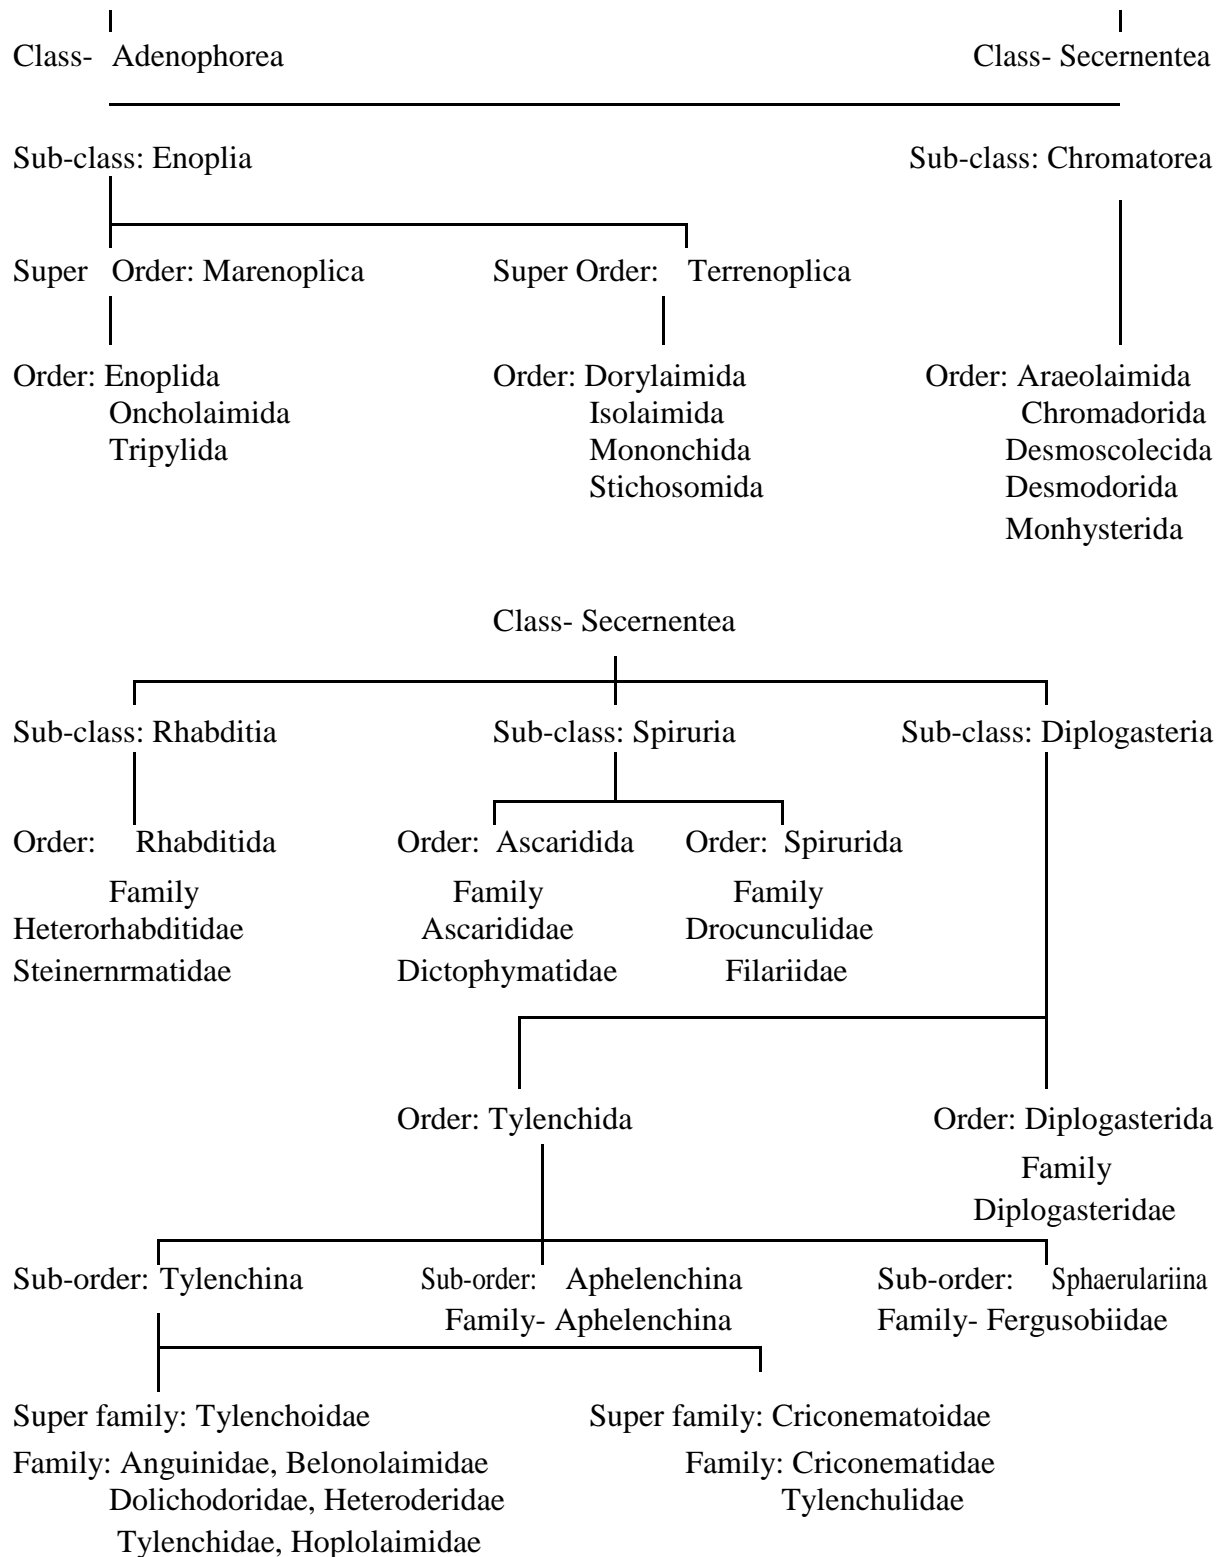 Class- Adenophorea Class- Secernentea
Sub-class: Enoplia Sub-class: Chromatorea
Super Order: Marenoplica Super Order: Terrenoplica
Order: Enoplida Order: Dorylaimida Order: Araeolaimida
Oncholaimida Isolaimida Chromadorida
Tripylida Mononchida Desmoscolecida
Stichosomida Desmodorida
Monhysterida
Class- Secernentea
Sub-class: Rhabditia Sub-class: Spiruria Sub-class: Diplogasteria
Order: Rhabditida Order: Ascaridida Order: Spirurida
Family Family Family
Heterorhabditidae Ascarididae Drocunculidae
Steinernrmatidae Dictophymatidae Filariidae
Order: Tylenchida Order: Diplogasterida
Family
Diplogasteridae
Sub-order: Tylenchina Sub-order: Aphelenchina Sub-order: Sphaerulariina
Family- Aphelenchina Family- Fergusobiidae
Super family: Tylenchoidae Super family: Criconematoidae
Family: Anguinidae, Belonolaimidae Family: Criconematidae
Dolichodoridae, Heteroderidae Tylenchulidae
Tylenchidae, Hoplolaimidae